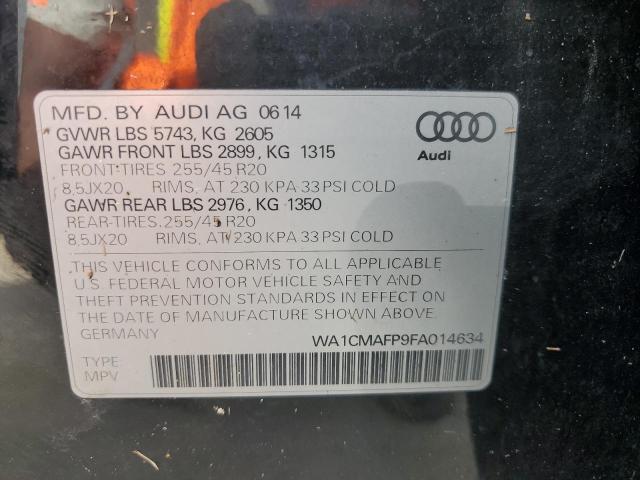 MFD. BY AUDI AG 0614
GVWR LBS 5743, KG 2605
GAWR FRONT LBS 2899, KG 1315
FRONT-TIRES 255/45 R20
8,5JX20 RIMS, AT 230 KPA 33 PSI COLD
GAWR REAR LBS 2976, KG 1350
REAR-TIRES 255/45 R20
8,5JX20 RIMS, AT 230 KPA 33 PSI COLD
Audi
THIS VEHICLE CONFORMS TO ALL APPLICABLE
U.S. FEDERAL MOTOR VEHICLE SAFETY AND
THEFT PREVENTION STANDARDS IN EFFECT ON
THE DATE OF MANUFACTURE SHOWN ABOVE.
GERMANY WA1CMAFP9FA014634
TYPE
MPV